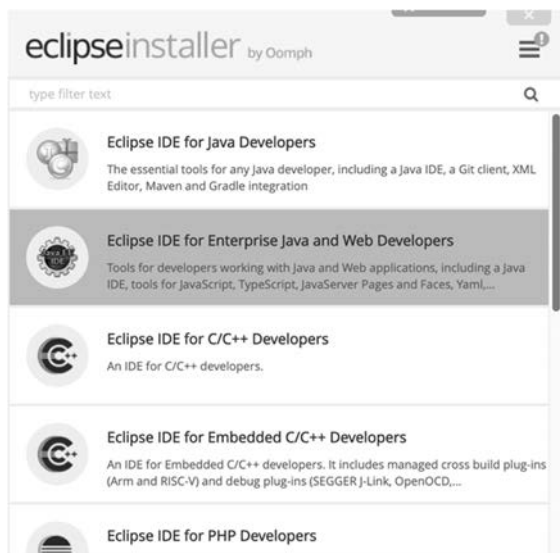 eclipseinstaller by Oomph
type filter text
Eclipse IDE for Java Developers
The essential tools for any Java developer, including a Java IDE, a Git client, XML
Editor, Maven and Gradle integration
Eclipse IDE for Enterprise Java and Web Developers
Tools for developers working with Java and Web applications, including a Java
IDE, tools for JavaScript, TypeScript, JavaServer Pages and Faces, Yaml,...
Eclipse IDE for C/C++ Developers
An IDE for C/C++ developers.
Eclipse IDE for Embedded C/C++ Developers
An IDE for Embedded C/C++ developers. It includes managed cross build plug-ins
(Arm and RISC-V) and debug plug-ins (SEGGER J-Link, OpenOCD,...
Eclipse IDE for PHP Developers